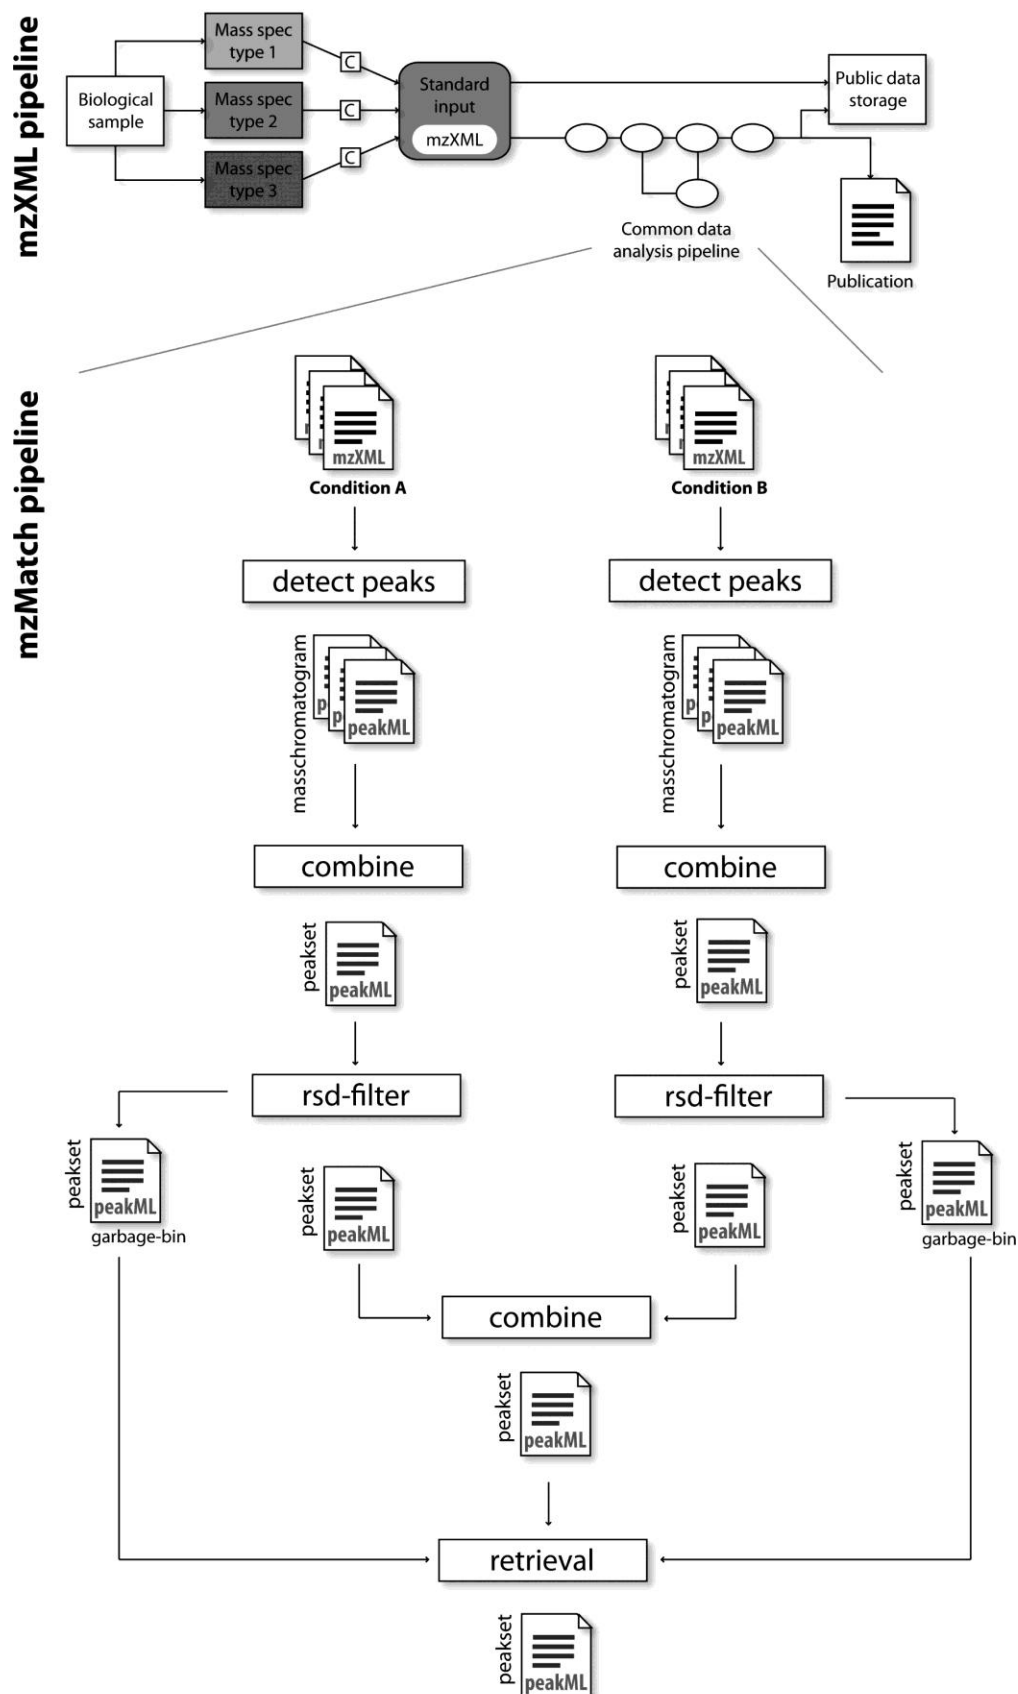 mzXML pipeline
Biological
sample
Mass spec
type 1
Mass spec
type 2
Mass spec
type 3
C
C
C
Standard
input
mzXML
Public data
storage
Common data
analysis pipeline
Publication
mzMatch pipeline
mzXML
Condition A
mzXML
Condition B
detect peaks
detect peaks
masschromatogram
peakML
masschromatogram
peakML
combine
combine
peakset
peakML
peakset
peakML
rsd-filter
rsd-filter
peakset
peakML
garbage-bin
peakset
peakML
peakset
peakML
peakset
peakML
garbage-bin
combine
peakset
peakML
retrieval
peakset
peakML